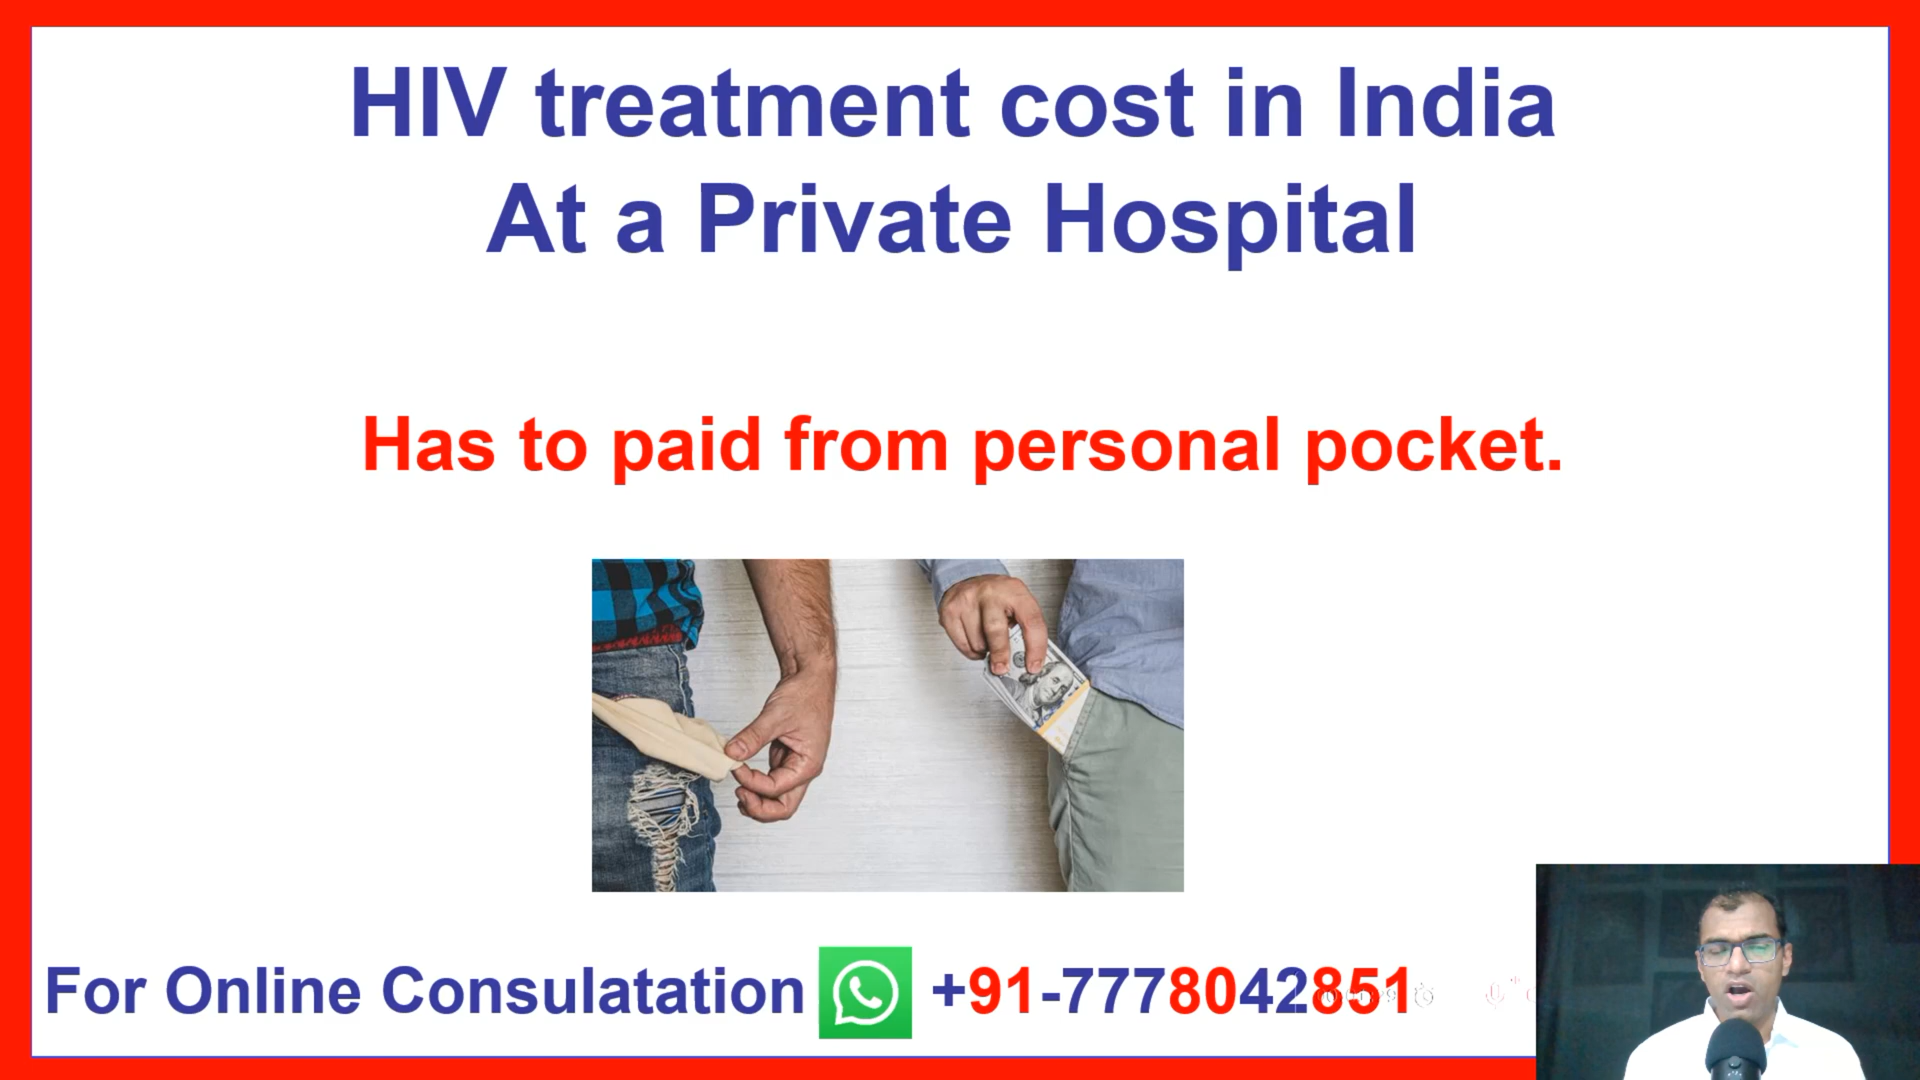 HIV treatment cost in India
At a Private Hospital
Has to paid from personal pocket.
For Online Consulatation +91-7778042851